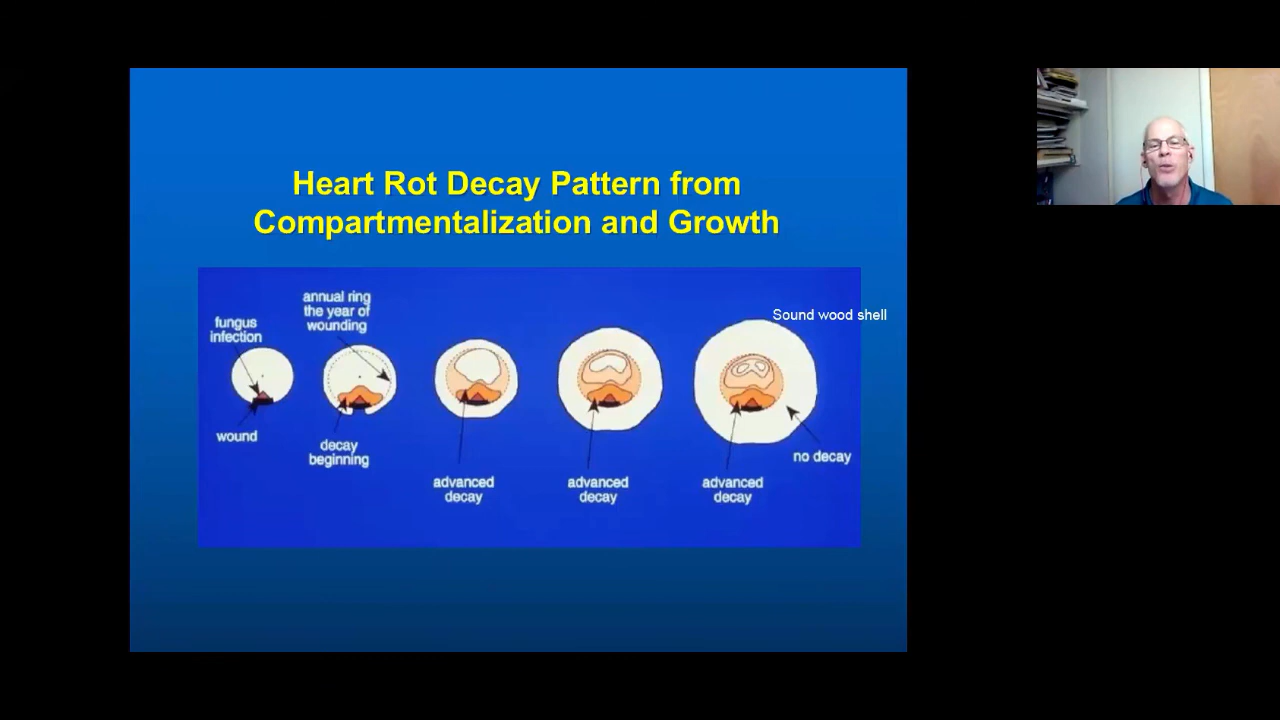 Heart Rot Decay Pattern from
Compartmentalization and Growth
annual ring
the year of
wounding
fungus
infection
Sound wood shell
wound
decay
beginning
advanced
decay
advanced
decay
advanced
decay
no decay